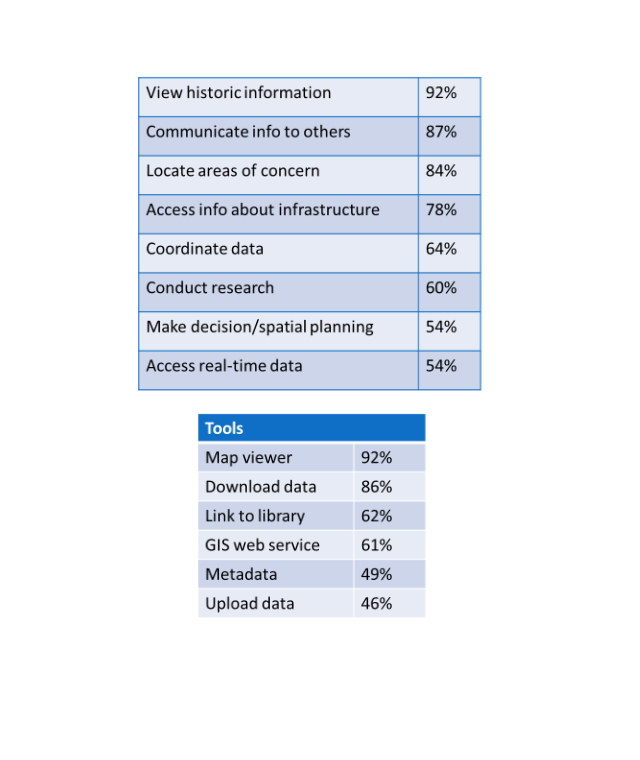 View historic information 92%
Communicate info to others 87%
Locate areas of concern 84%
Access info about infrastructure 78%
Coordinate data 64%
Conduct research 60%
Make decision/spatial planning 54%
Access real-time data 54%
Tools
Map viewer 92%
Download data 86%
Link to library 62%
GIS web service 61%
Metadata 49%
Upload data 46%